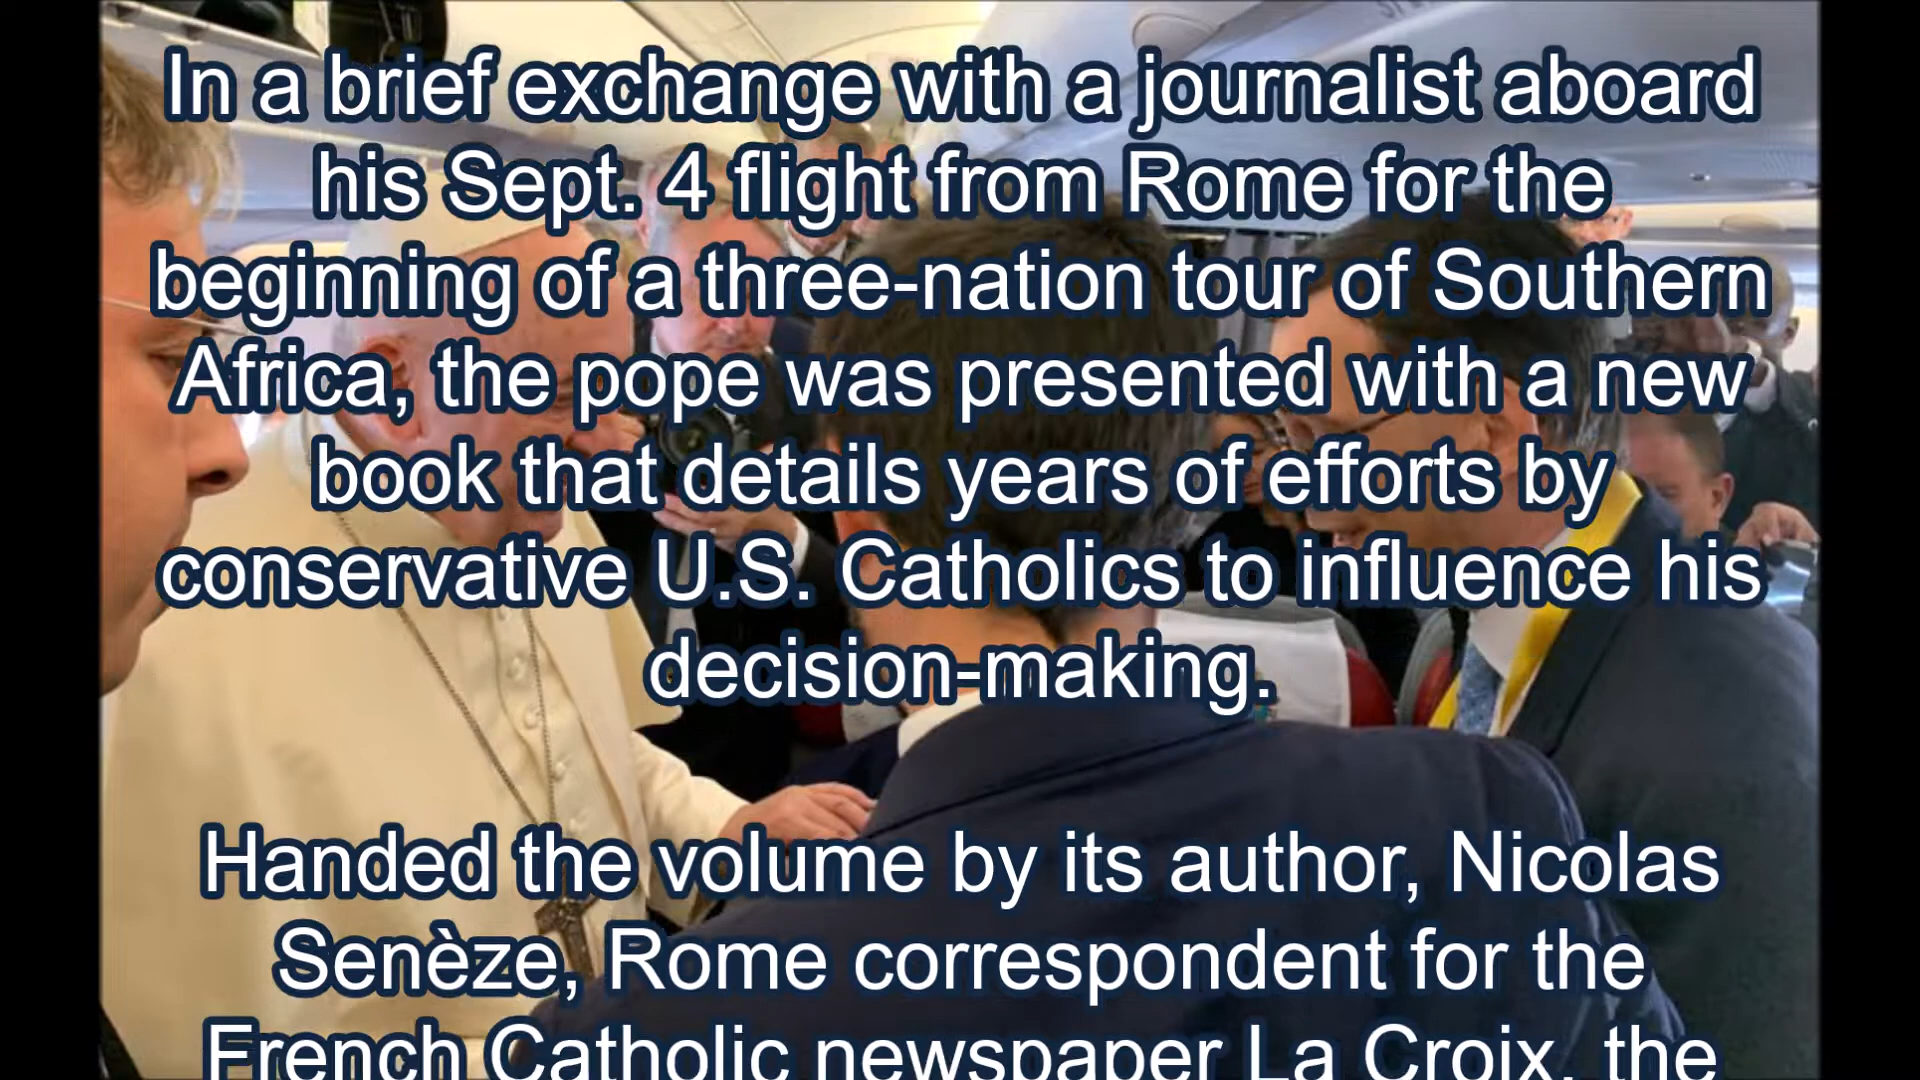 In a brief exchange with a journalist aboard
his Sept. 4 flight from Rome for the
beginning of a three-nation tour of Southern
Africa, the pope was presented with a new
book that details years of efforts by
conservative U.S. Catholics to influence his
decision-making.
Handed the volume by its author, Nicolas
Senèze, Rome correspondent for the
French Catholic newspaper La Croix, the